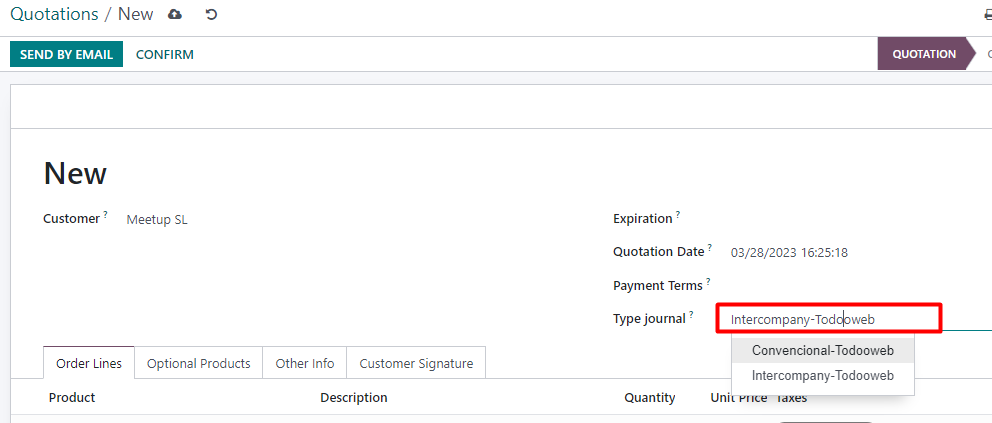 Quotations / New
SEND BY EMAIL CONFIRM QUOTATION
New
Customer ? Meetup SL
Expiration ?
Quotation Date ? 03/28/2023 16:25:18
Payment Terms ?
Type journal ? Intercompany-Todooweb
Convencional-Todooweb
Intercompany-Todooweb
Order Lines Optional Products Other Info Customer Signature
Product Description Quantity Unit Price Taxes